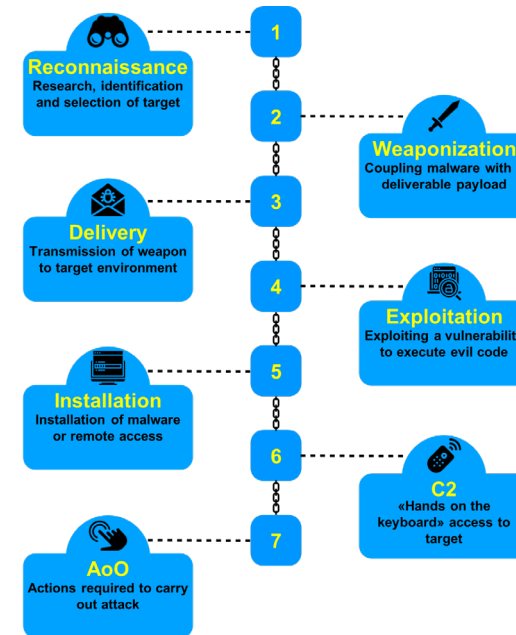 1
Reconnaissance
Research, identification
and selection of target
2
Weaponization
Coupling malware with
deliverable payload
3
Delivery
Transmission of weapon
to target environment
4
Exploitation
Exploiting a vulnerabilit
to execute evil code
5
Installation
Installation of malware
or remote access
6
C2
«Hands on the
keyboard» access to
target
7
AoO
Actions required to carry
out attack